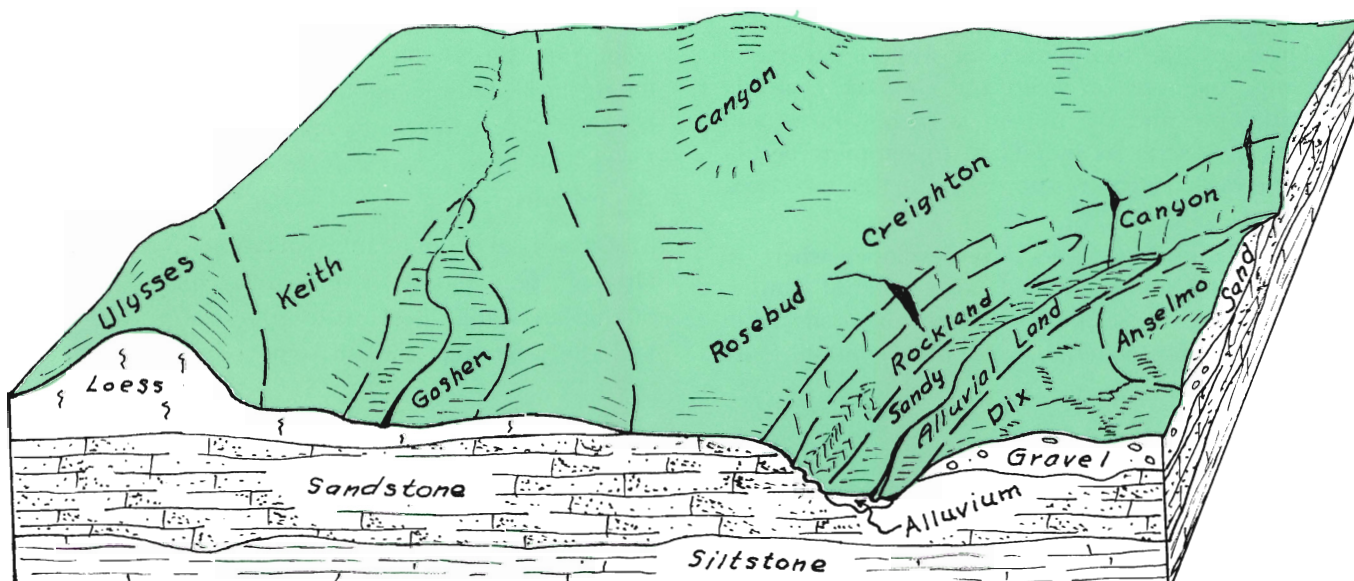 Canyon
Creighton
Canyon
Ulysses
Keith
Rosebud
Rockland
Sand
Anselmo
Loess
Goshen
Sandy Alluvial Land
Dix
Gravel
Sandstone
Alluvium
Siltstone